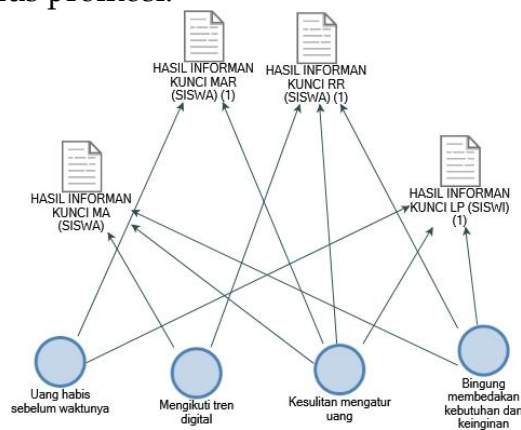 HASIL INFORMAN
KUNCI MAR
(SISWA) (1)
HASIL INFORMAN
KUNCI RR
(SISWA) (1)
HASIL INFORMAN
KUNCI MA
(SISWA)
HASIL INFORMAN
KUNCI LP (SISWI)
(1)
Uang habis
sebelum waktunya
Mengikuti tren
digital
Kesulitan mengatur
uang
Bingung
membedakan
kebutuhan dan
keinginan